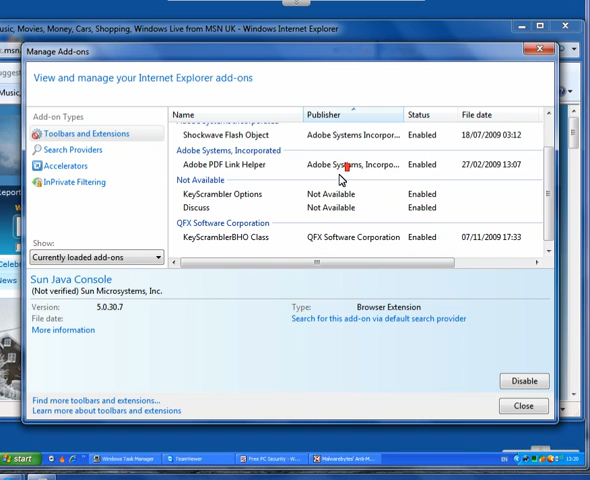 usic, Movies, Money, Cars, Shopping, Windows Live from MSN UK - Windows Internet Explorer
Manage Add-ons
View and manage your Internet Explorer add-ons
Add-on Types
Toolbars and Extensions
Search Providers
Accelerators
InPrivate Filtering
Show:
Currently loaded add-ons
Name Publisher Status File date
Shockwave Flash Object Adobe Systems Incorpor... Enabled 18/07/2009 03:12
Adobe Systems, Incorporated
Adobe PDF Link Helper Adobe Systems, Incorpo... Enabled 27/02/2009 13:07
Not Available
KeyScrambler Options Not Available Enabled
Discuss Not Available Enabled
QFX Software Corporation
KeyScramblerBHO Class QFX Software Corporation Enabled 07/11/2009 17:33
Sun Java Console
(Not verified) Sun Microsystems, Inc.
Version: 5.0.30.7
File date:
More information
Type: Browser Extension
Search for this add-on via default search provider
Disable
Find more toolbars and extensions...
Learn more about toolbars and extensions
Close
start Windows Task Manager TeamViewer Free PC Security - W... Malwarebytes' Anti-M... EN 13:20